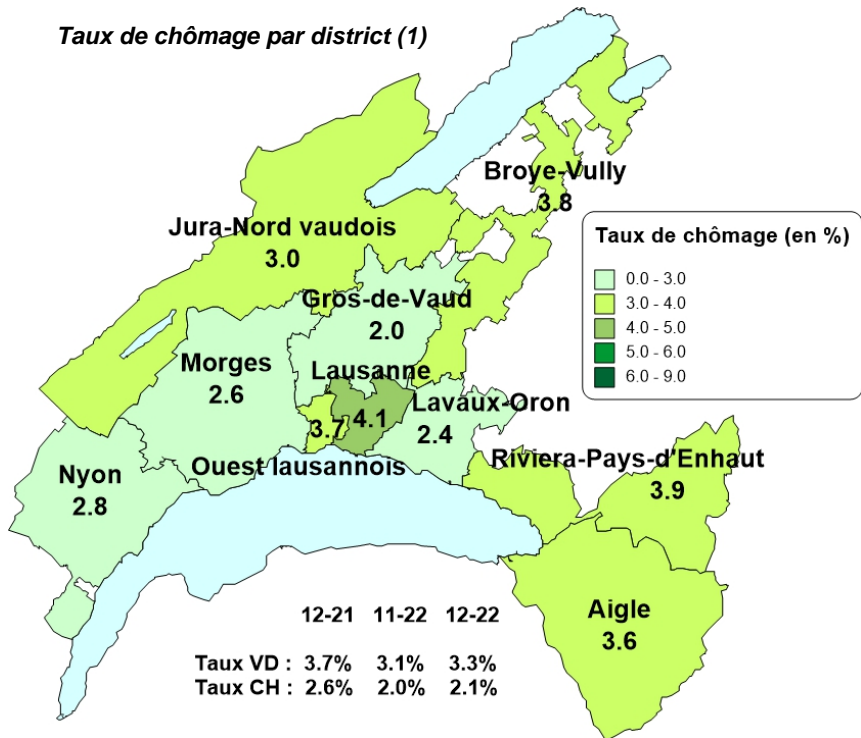 Taux de chômage par district (1)
Broye-Vully
3.8
Jura-Nord vaudois
3.0
Taux de chômage (en %)
0.0 - 3.0
3.0 - 4.0
4.0 - 5.0
5.0 - 6.0
6.0 - 9.0
Gros-de-Vaud
2.0
Morges
2.6
Lausanne
4.1
Lavaux-Oron
2.4
3.7
Ouest lausannois
Riviera-Pays-d'Enhaut
3.9
Nyon
2.8
Aigle
3.6
12-21 11-22 12-22
Taux VD : 3.7% 3.1% 3.3%
Taux CH : 2.6% 2.0% 2.1%